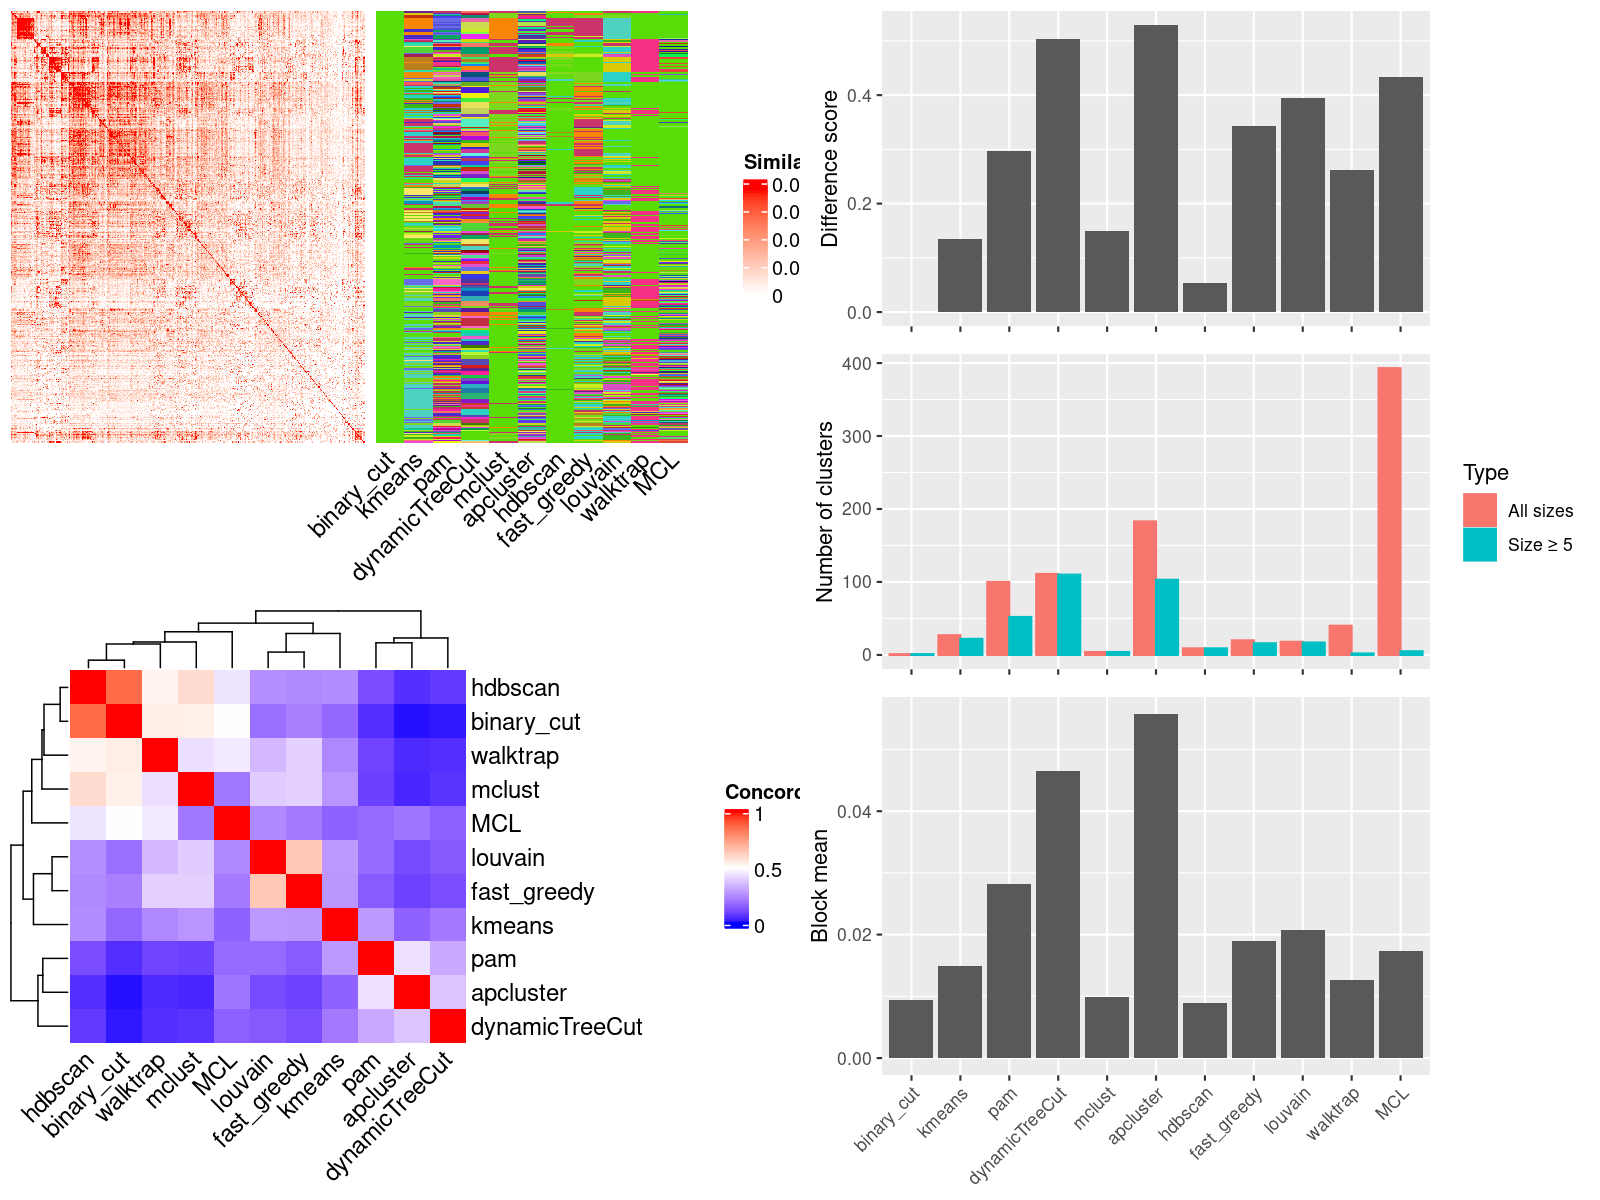 Simila
0.0
0.0
0.0
0.0
0
binary_cut
kmeans
pam
dynamicTreeCut
mclust
apcluster
hdbscan
fast_greedy
louvain
walktrap
MCL
hdbscan
binary_cut
walktrap
mclust
MCL
louvain
fast_greedy
kmeans
pam
apcluster
dynamicTreeCut
hdbscan
binary_cut
walktrap
mclust
MCL
louvain
fast_greedy
kmeans
pam
apcluster
dynamicTreeCut
Concord
1
0.5
0
Difference score
0.4
0.2
0.0
Number of clusters
400
300
200
100
0
Type
All sizes
Size ≥ 5
Block mean
0.04
0.02
0.00
binary_cut
kmeans
pam
dynamicTreeCut
mclust
apcluster
hdbscan
fast_greedy
louvain
walktrap
MCL